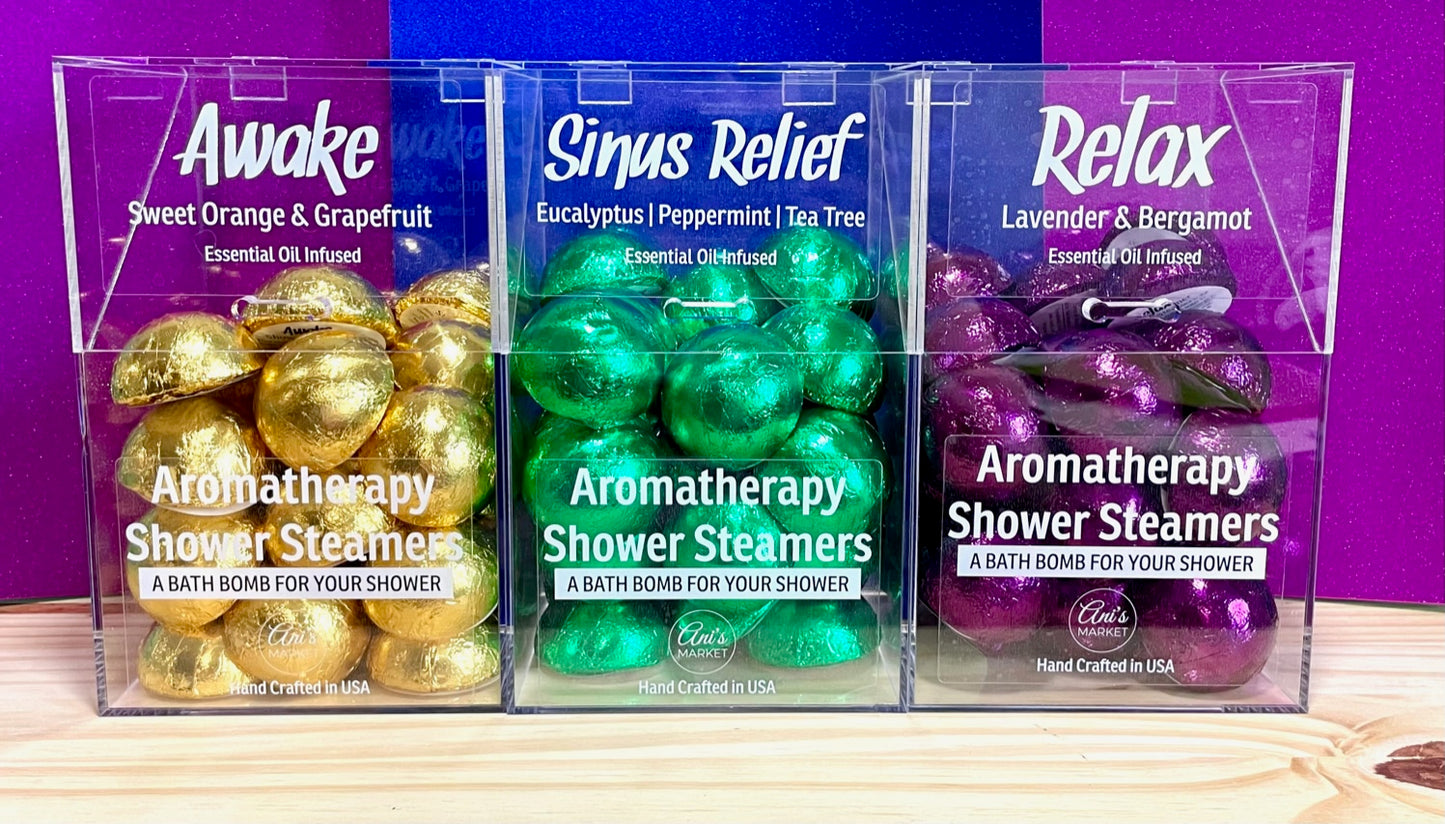 Awake
Sweet Orange & Grapefruit
Essential Oil Infused
Awake
Aromatherapy
Shower Steamers
A BATH BOMB FOR YOUR SHOWER
Ani's
MARKET
Hand Crafted in USA
Sinus Relief
Eucalyptus | Peppermint | Tea Tree
Essential Oil Infused
Aromatherapy
Shower Steamers
A BATH BOMB FOR YOUR SHOWER
Ani's
MARKET
Hand Crafted in USA
Relax
Lavender & Bergamot
Essential Oil Infused
Aromatherapy
Shower Steamers
A BATH BOMB FOR YOUR SHOWER
Ani's
MARKET
Hand Crafted in USA